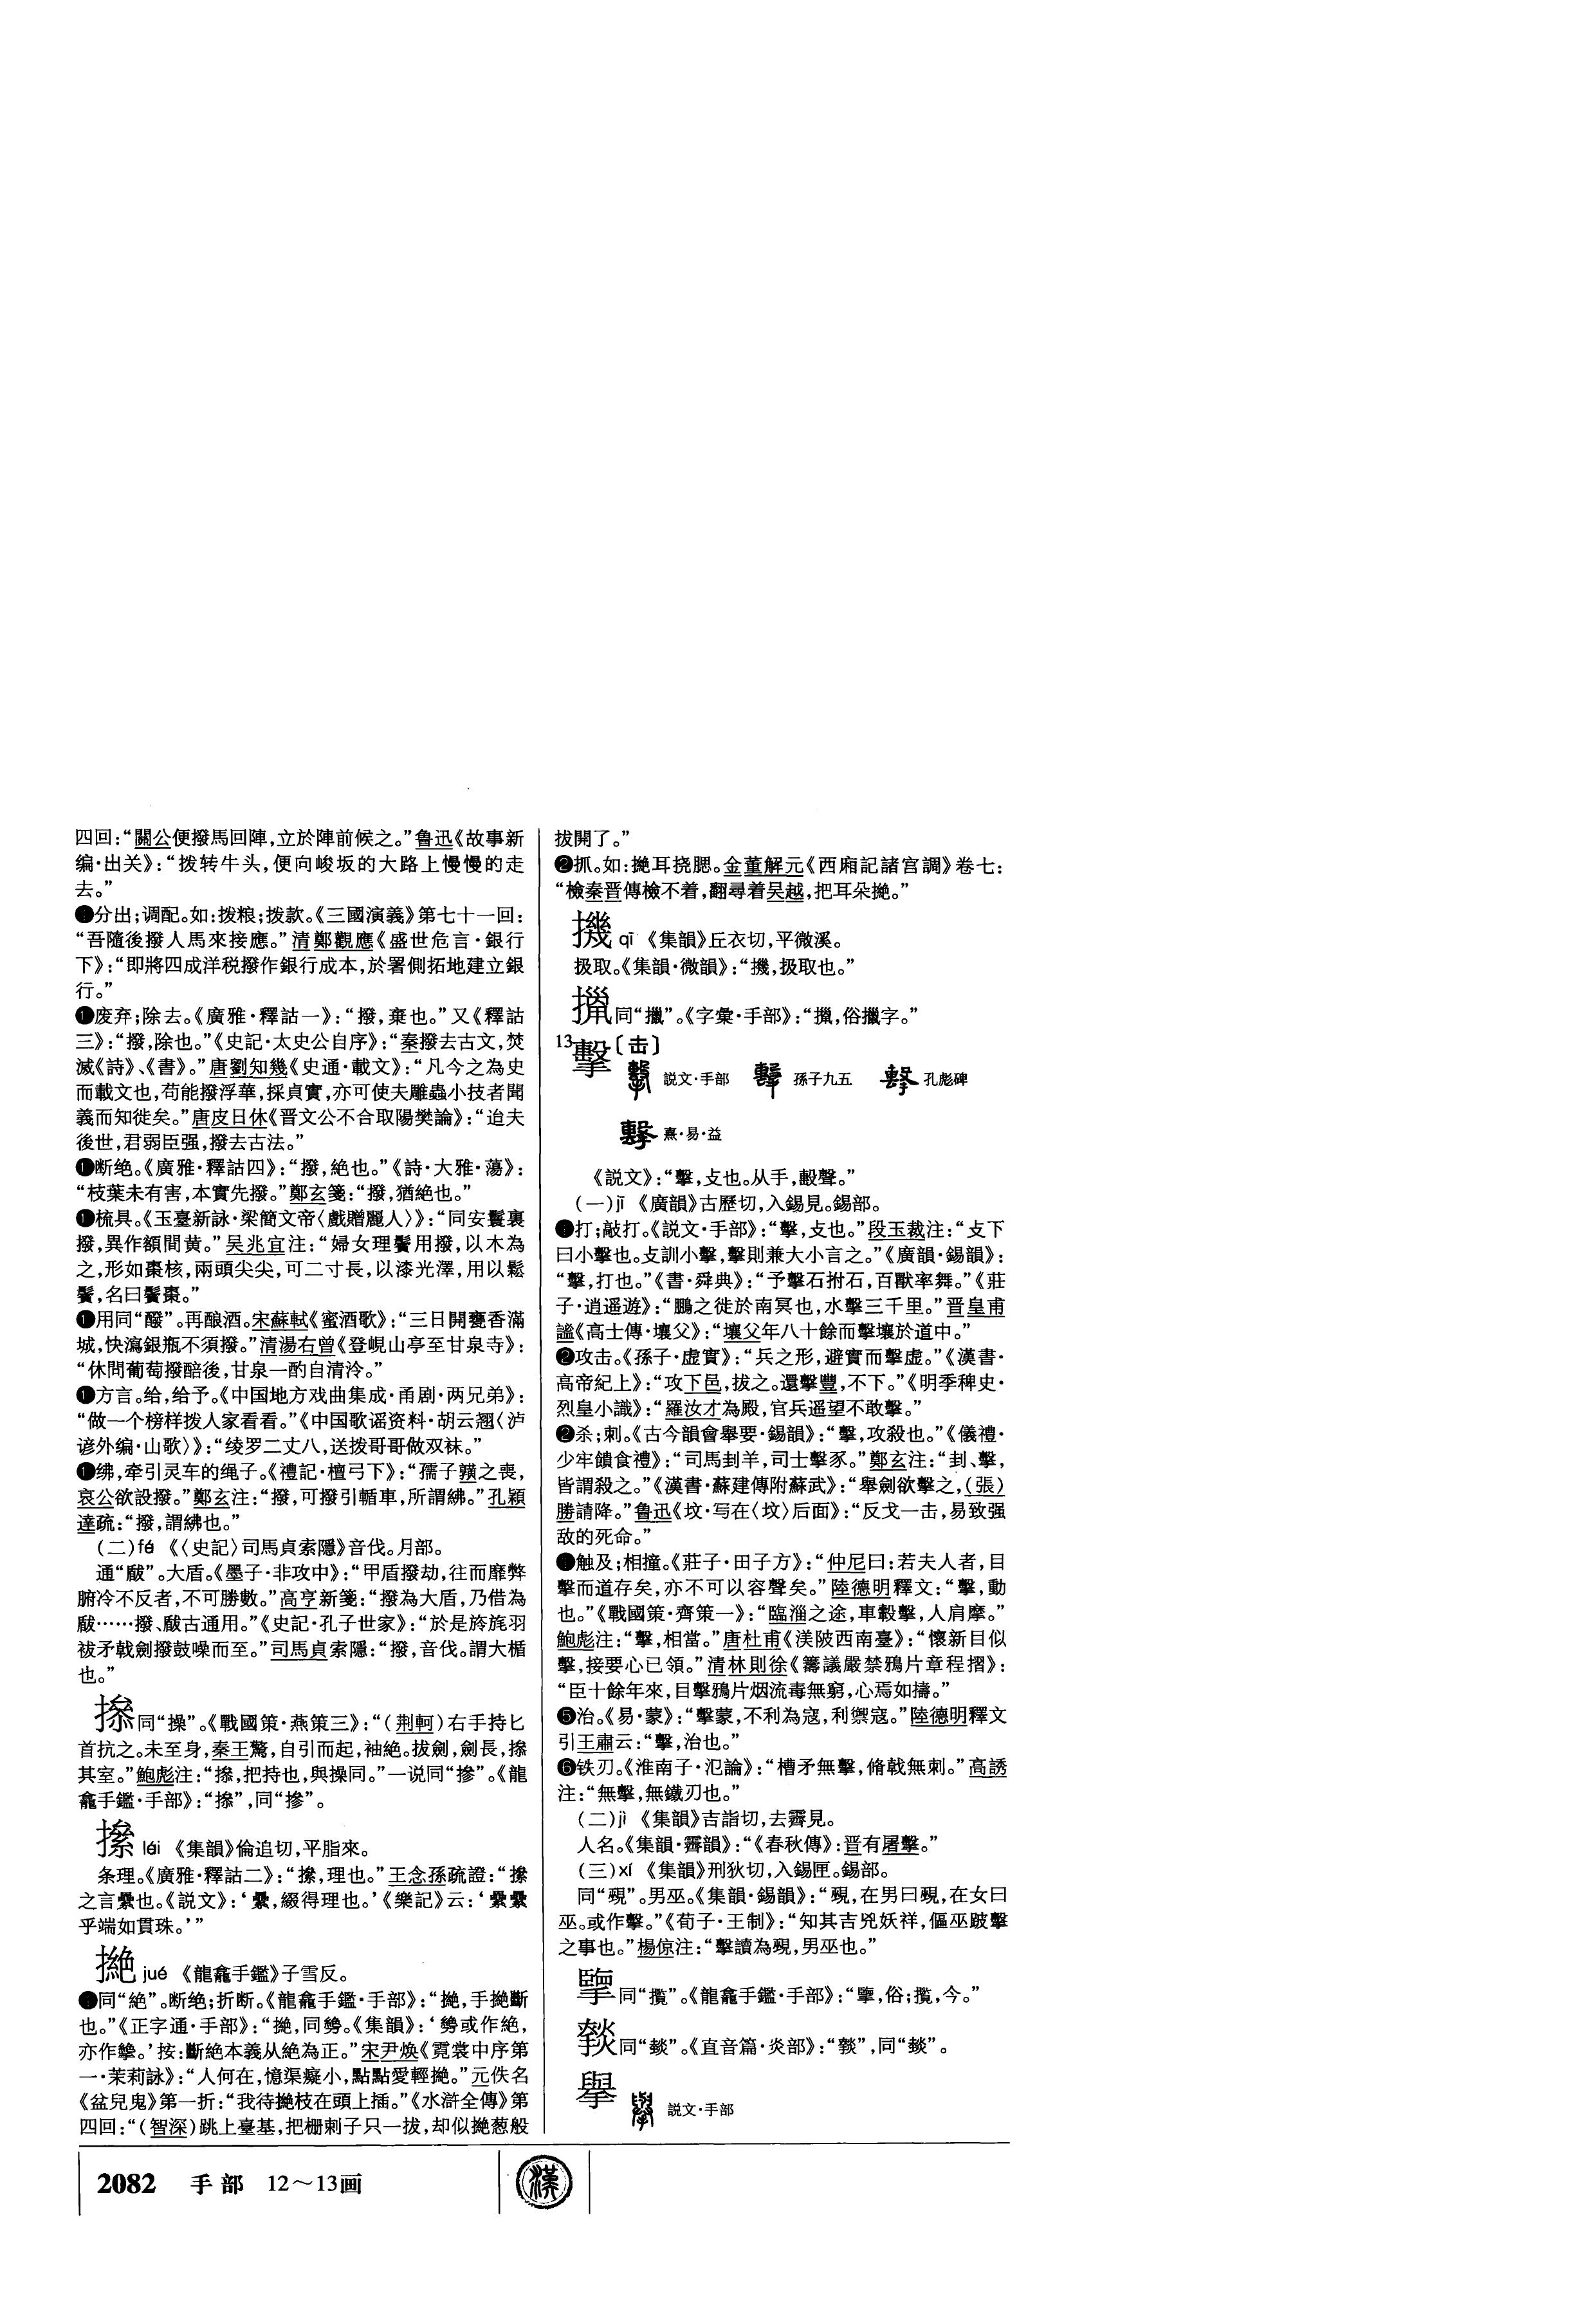 四回：“關公便撥馬回陣，立於陣前候之。”鲁迅《故事新
编·出关》：“拨转牛头，便向峻坂的大路上慢慢的走
去。”
分出；调配。如：拨粮；拨款。《三國演義》第七十一回：
“吾隨後撥人馬來接應。”清鄭觀應《盛世危言·銀行
下》：“即將四成洋税撥作銀行成本，於署側拓地建立銀
行。”
❶废弃；除去。《廣雅·釋詁一》：“撥，棄也。”又《釋詁
三》：“撥，除也。”《史記·太史公自序》：“秦撥去古文，焚
滅《詩》、《書》。”唐劉知幾《史通·載文》：“凡今之為史
而載文也，苟能撥浮華，採貞實，亦可使夫雕蟲小技者聞
義而知徙矣。”唐皮日休《晋文公不合取陽樊論》：“迨夫
後世，君弱臣强，撥去古法。”
❶断绝。《廣雅·釋詁四》：“撥，絶也。”《詩·大雅·蕩》：
“枝葉未有害，本實先撥。”鄭玄箋：“撥，猶絶也。”
❶梳具。《玉臺新詠·梁簡文帝〈戲贈麗人〉》：“同安鬟裏
撥，異作額間黄。”吴兆宜注：“婦女理鬢用撥，以木為
之，形如棗核，兩頭尖尖，可二寸長，以漆光澤，用以鬆
鬢，名曰鬢棗。”
❶用同“醱”。再酿酒。宋蘇軾《蜜酒歌》：“三日開甕香滿
城，快瀉銀瓶不須撥。”清湯右曾《登峴山亭至甘泉寺》：
“休問葡萄撥醅後，甘泉一酌自清泠。”
❶方言。给，给予。《中国地方戏曲集成·甬剧·两兄弟》：
“做一个榜样拨人家看看。”《中国歌谣资料·胡云翘〈泸
谚外编·山歌〉》：“绫罗二丈八，送拨哥哥做双袜。”
❶绋，牵引灵车的绳子。《禮記·檀弓下》：“孺子䵍之喪，
哀公欲設撥。”鄭玄注：“撥，可撥引輴車，所謂紼。”孔穎
達疏：“撥，謂紼也。”
（二）fá 《〈史記〉司馬貞索隱》音伐。月部。
通“瞂”。大盾。《墨子·非攻中》：“甲盾撥劫，往而靡弊
腑冷不反者，不可勝數。”高亨新箋：“撥為大盾，乃借為
瞂……撥、瞂古通用。”《史記·孔子世家》：“於是旍旄羽
袚矛戟劍撥鼓噪而至。”司馬貞索隱：“撥，音伐。謂大楯
也。”
同“操”。《戰國策·燕策三》：“（荆軻）右手持匕
首抗之。未至身，秦王驚，自引而起，袖絶。拔劍，劍長，
其室。”鮑彪注：“，把持也，與操同。”一说同“摻”。《龍
龕手鑑·手部》：“”，同“摻”。
léi 《集韻》倫追切，平脂來。
条理。《廣雅·釋詁二》：“，理也。”王念孫疏證：“
之言纍也。《説文》：‘纍，綴得理也。’《樂記》云：‘纍纍
乎端如貫珠。’”
jué 《龍龕手鑑》子雪反。
同“絶”。断绝；折断。《龍龕手鑑·手部》：“，手斷
也。”《正字通·手部》：“，同。《集韻》：‘或作絶，
亦作。’按：斷絶本義从絶為正。”宋尹焕《霓裳中序第
一·茉莉詠》：“人何在，憶渠癡小，點點愛輕。”元佚名
《盆兒鬼》第一折：“我待枝在頭上插。”《水滸全傳》第
四回：“（智深）跳上臺基，把栅剌子只一拔，却似葱般
拔開了。”
❷抓。如：耳挠腮。金董解元《西廂記諸宫調》卷七：
“檢秦晋傳檢不着，翻尋着吴越，把耳朵。”
㩢 qī 《集韻》丘衣切，平微溪。
扱取。《集韻·微韻》：“㩢，扱取也。”
同“擸”。《字彙·手部》：“，俗擸字。”
13
擊〔击〕
説文·手部 孫子九五 孔彪碑
熹·易·益
《説文》：“擊，攴也。从手，毄聲。”
（一）jī 《廣韻》古歷切，入錫見。錫部。
打；敲打。《説文·手部》：“擊，攴也。”段玉裁注：“攴下
曰小擊也。攴訓小擊，擊則兼大小言之。”《廣韻·錫韻》：
“擊，打也。”《書·舜典》：“予擊石拊石，百獸率舞。”《莊
子·逍遥遊》：“鵬之徙於南冥也，水擊三千里。”晋皇甫
謐《高士傳·壤父》：“壤父年八十餘而擊壤於道中。”
❷攻击。《孫子·虚實》：“兵之形，避實而擊虚。”《漢書·
高帝紀上》：“攻下邑，拔之。還擊豐，不下。”《明季稗史·
烈皇小識》：“羅汝才為殿，官兵遥望不敢擊。”
❷杀；刺。《古今韻會舉要·錫韻》：“擊，攻殺也。”《儀禮·
少牢饋食禮》：“司馬刲羊，司士擊豕。”鄭玄注：“刲、擊，
皆謂殺之。”《漢書·蘇建傳附蘇武》：“舉劍欲擊之，（張）
勝請降。”鲁迅《坟·写在〈坟〉后面》：“反戈一击，易致强
敌的死命。”
触及；相撞。《莊子·田子方》：“仲尼曰：若夫人者，目
擊而道存矣，亦不可以容聲矣。”陸德明釋文：“擊，動
也。”《戰國策·齊策一》：“臨淄之途，車轂擊，人肩摩。”
鮑彪注：“擊，相當。”唐杜甫《渼陂西南臺》：“懷新目似
擊，接要心已領。”清林則徐《籌議嚴禁鴉片章程摺》：
“臣十餘年來，目擊鴉片烟流毒無窮，心焉如擣。”
❺治。《易·蒙》：“擊蒙，不利為寇，利禦寇。”陸德明釋文
引王肅云：“擊，治也。”
❻铁刃。《淮南子·氾論》：“槽矛無擊，脩戟無刺。”高誘
注：“無擊，無鐵刃也。”
（二）jì 《集韻》吉詣切，去霽見。
人名。《集韻·霽韻》：“《春秋傳》：晋有屠擊。”
（三）xí 《集韻》刑狄切，入錫匣。錫部。
同“覡”。男巫。《集韻·錫韻》：“覡，在男曰覡，在女曰
巫。或作擊。”《荀子·王制》：“知其吉兇妖祥，傴巫跛擊
之事也。”楊倞注：“擊讀為覡，男巫也。”
同“攬”。《龍龕手鑑·手部》：“，俗；攬，今。”
同“”。《直音篇·炎部》：“”，同“”。
擧 説文·手部
2082 手部 12～13画
漢